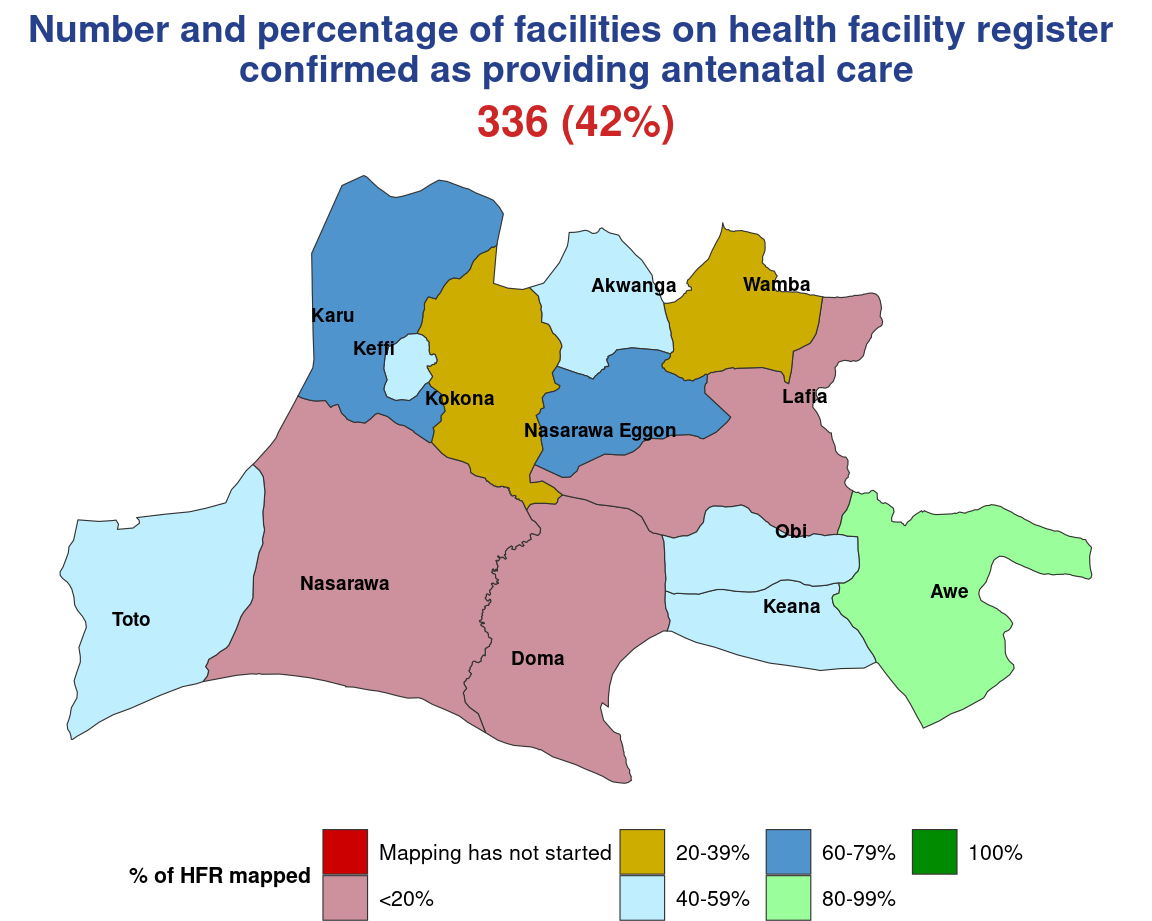 Number and percentage of facilities on health facility register
confirmed as providing antenatal care
336 (42%)
Akwanga
Wamba
Karu
Keffi
Kokona
Lafia
Nasarawa Eggon
Obi
Nasarawa
Awe
Keana
Toto
Doma
% of HFR mapped
Mapping has not started
<20%
20-39%
40-59%
60-79%
80-99%
100%